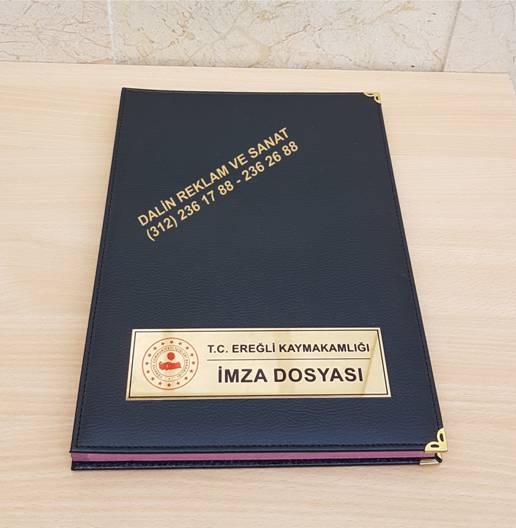 DALİN REKLAM VE SANAT
(312) 236 17 88 - 236 26 88
T.C. EREĞLİ KAYMAKAMLIĞI
İMZA DOSYASI